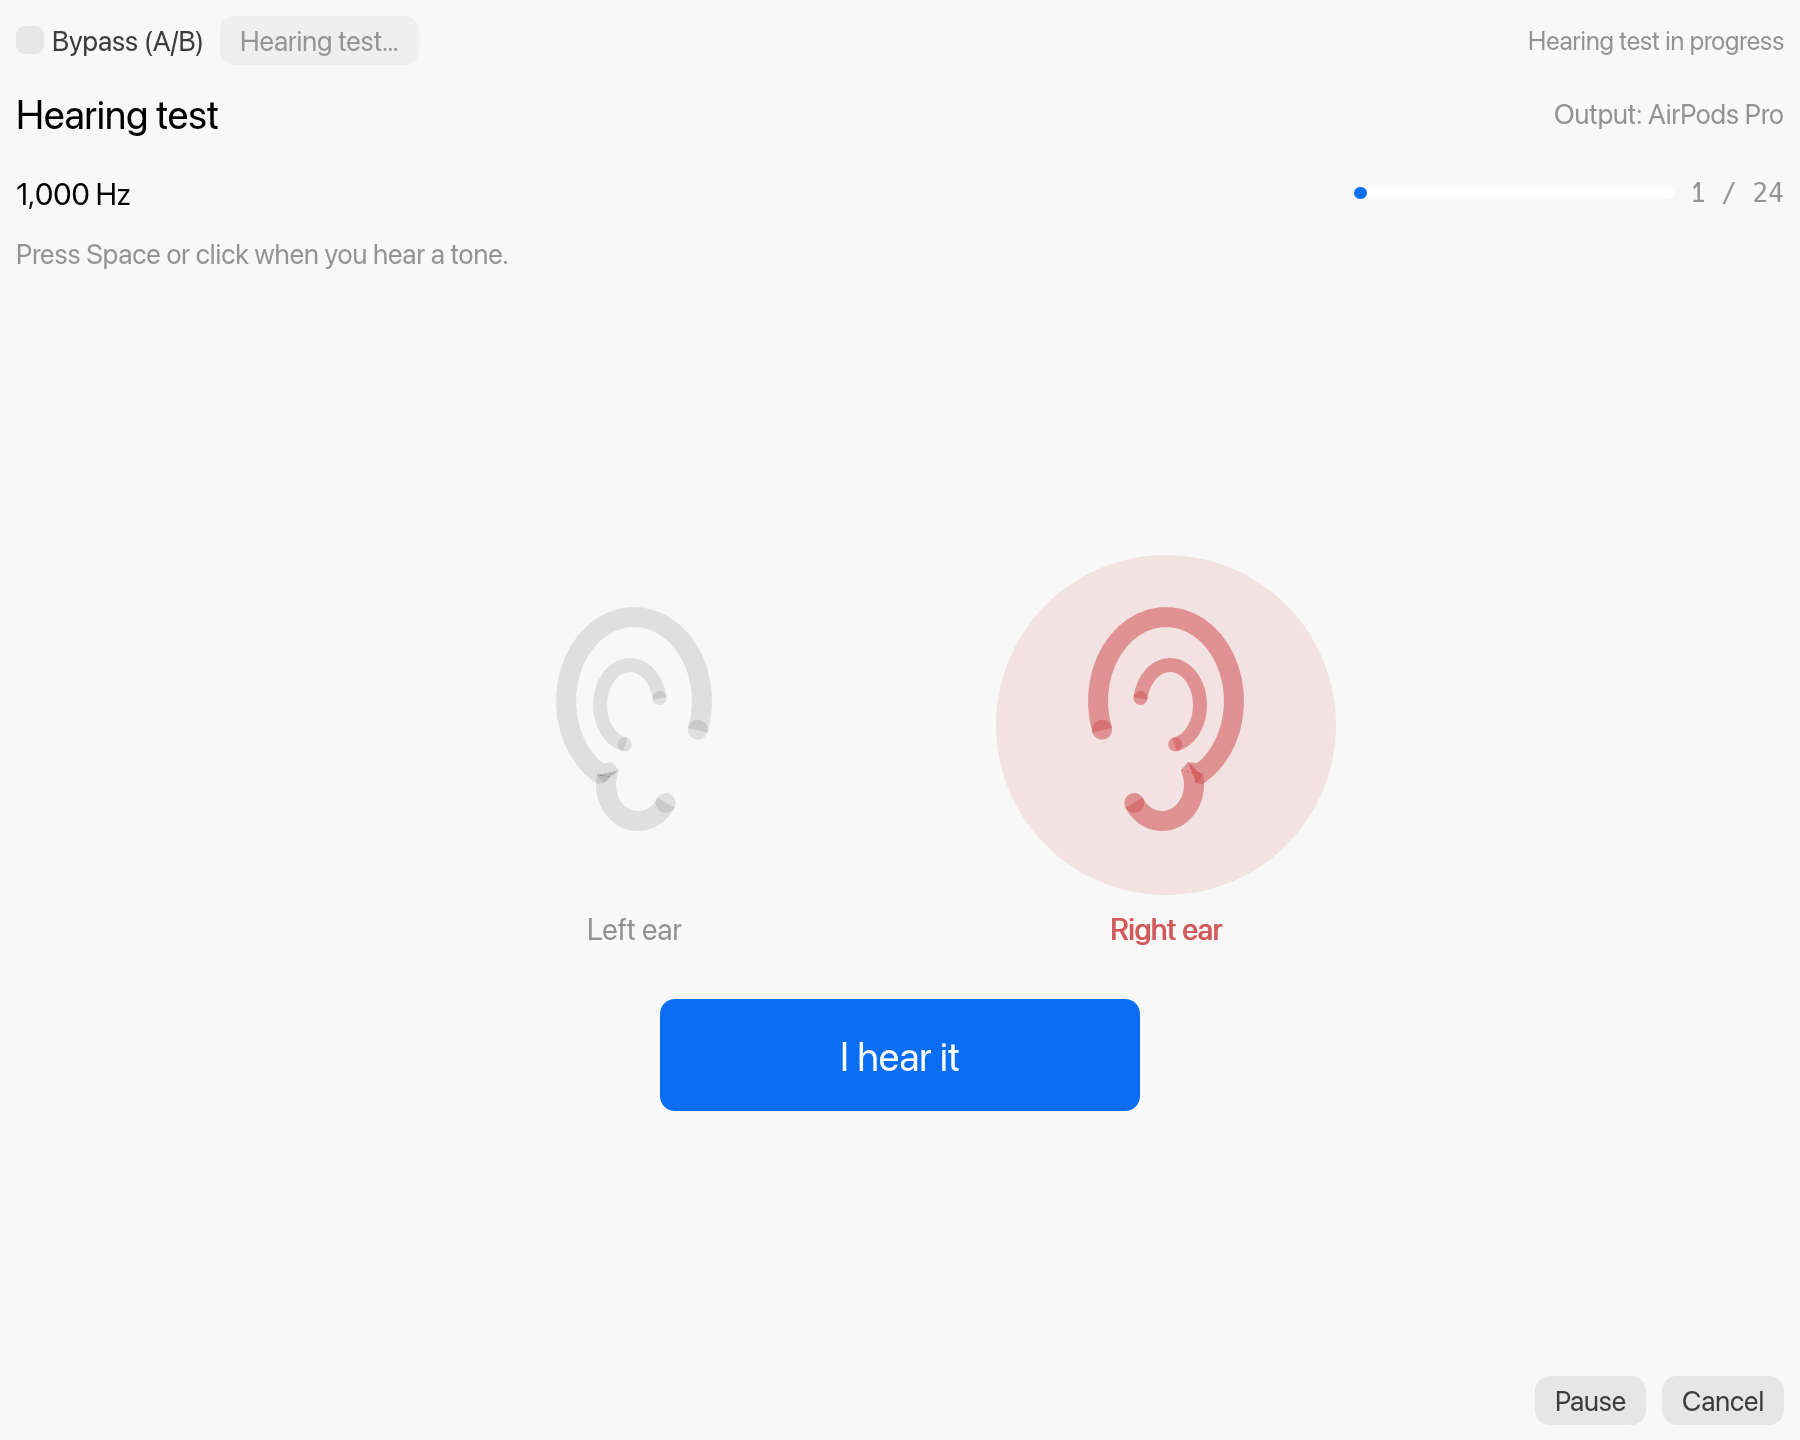 Bypass (A/B) Hearing test... Hearing test in progress
Hearing test Output: AirPods Pro
1,000 Hz 1 / 24
Press Space or click when you hear a tone.
Left ear Right ear
I hear it
Pause Cancel